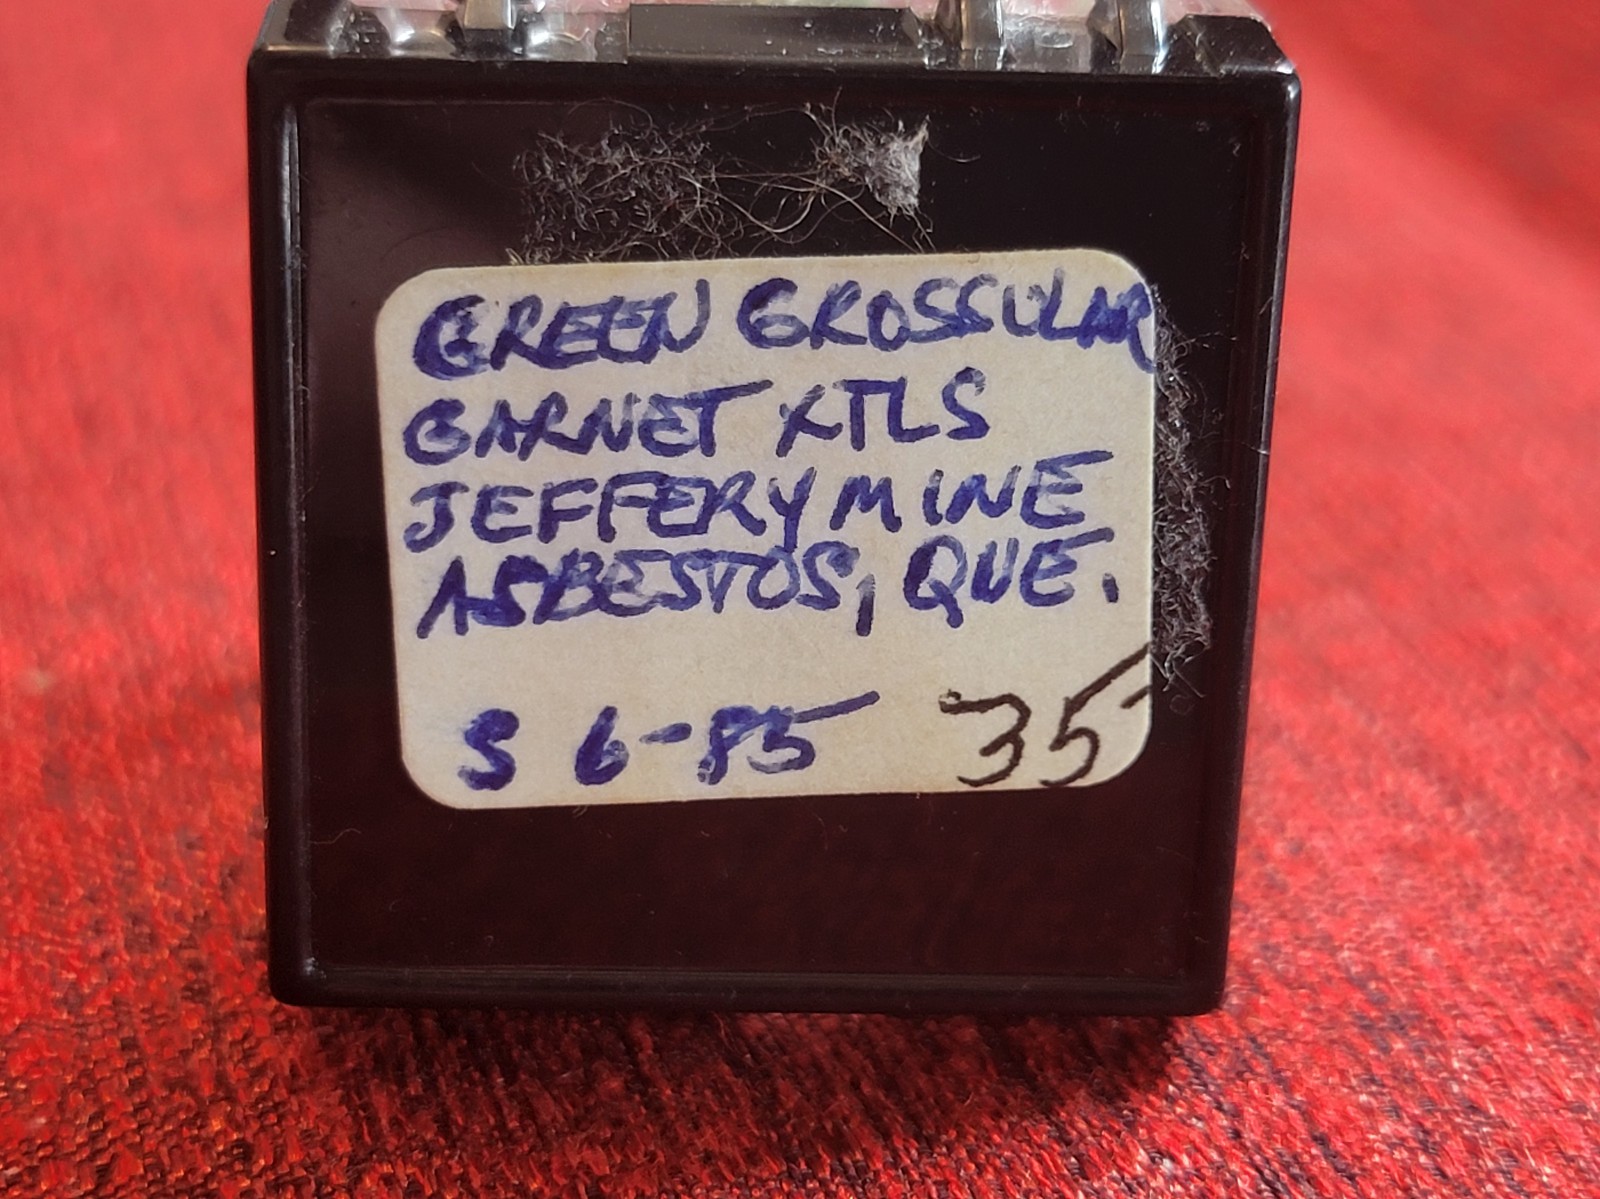 GREEN GROSSULAR
GARNET XTLS
JEFFERY MINE
ASBESTOS, QUE.
S 6-85 35